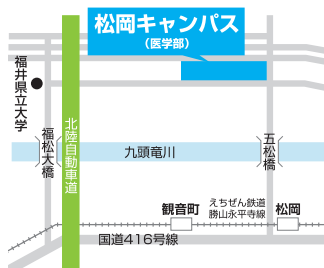 松岡キャンパス
（医学部）
福井県立大学
福松大橋
北陸自動車道
九頭竜川
五松橋
観音町
えちぜん鉄道
勝山永平寺線
松岡
国道416号線